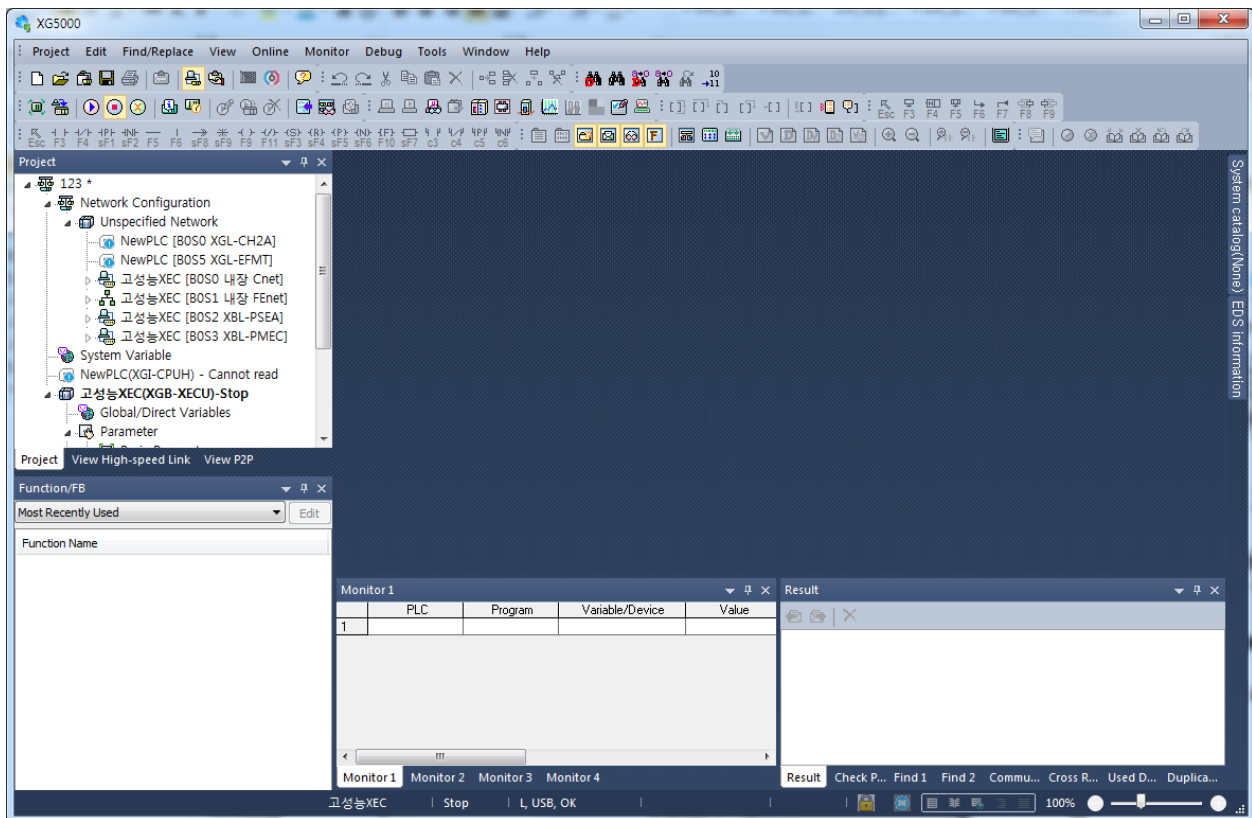 XG5000
Project Edit Find/Replace View Online Monitor Debug Tools Window Help
Esc F3 F4 F5 F6 F7 F8 F9
Esc F3 F4 sF1 sF2 F5 F6 sF8 sF9 F9 F11 sF3 sF4 sF5 sF6 F10 sF7 c3 c4 c5 c6
Project
123 *
Network Configuration
Unspecified Network
NewPLC [B0S0 XGL-CH2A]
NewPLC [B0S5 XGL-EFMT]
고성능XEC [B0S0 내장 Cnet]
고성능XEC [B0S1 내장 FEnet]
고성능XEC [B0S2 XBL-PSEA]
고성능XEC [B0S3 XBL-PMEC]
System Variable
NewPLC(XGI-CPUH) - Cannot read
고성능XEC(XGB-XECU)-Stop
Global/Direct Variables
Parameter
Project View High-speed Link View P2P
Function/FB
Most Recently Used Edit
Function Name
System catalog(None)
EDS information
Monitor 1
PLC Program Variable/Device Value
1
Monitor 1 Monitor 2 Monitor 3 Monitor 4
Result
Result Check P... Find 1 Find 2 Commu... Cross R... Used D... Duplica...
고성능XEC Stop L, USB, OK 100%